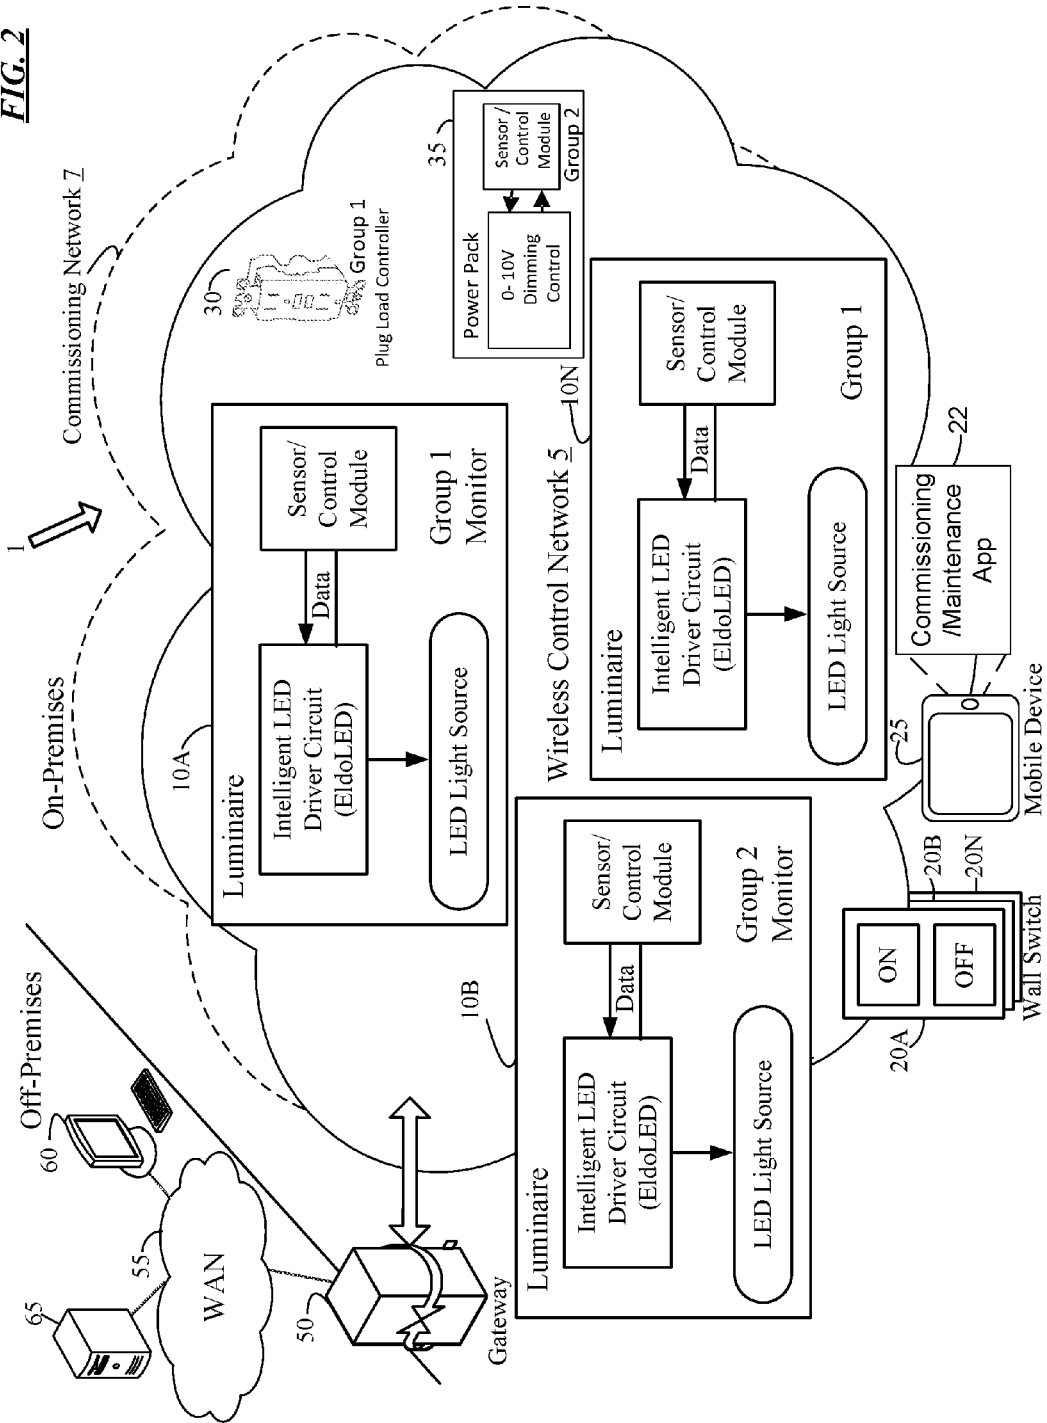 FIG. 2
1
Off-Premises
On-Premises
Commissioning Network 7
65
60
55
WAN
50
Gateway
10A
Luminaire
Intelligent LED
Driver Circuit
(EldoLED)
Data
Sensor/
Control
Module
LED Light Source
Group 1
Monitor
30
Group 1
Plug Load Controller
35
Power Pack
0-10V
Dimming
Control
Sensor /
Control
Module
Group 2
Wireless Control Network 5
10B
Luminaire
Intelligent LED
Driver Circuit
(EldoLED)
Data
Sensor/
Control
Module
LED Light Source
Group 2
Monitor
10N
Luminaire
Intelligent LED
Driver Circuit
(EldoLED)
Data
Sensor/
Control
Module
LED Light Source
Group 1
20A
ON
OFF
20B
20N
Wall Switch
25
Mobile Device
Commissioning
/Maintenance
App
22